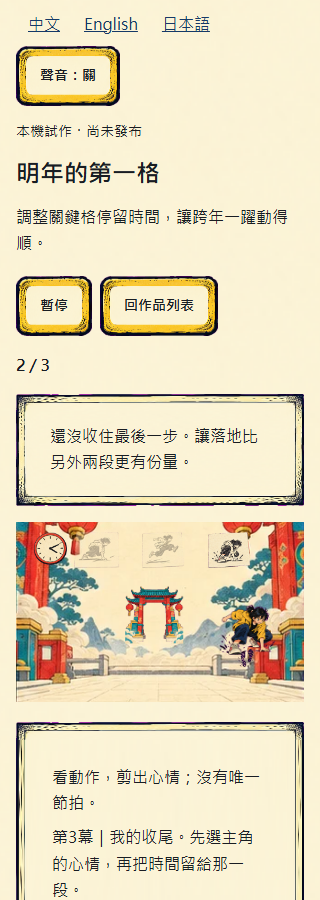 中文 English 日本語
聲音：關
本機試作・尚未發布
明年的第一格
調整關鍵格停留時間，讓跨年一躍動得
順。
暫停 回作品列表
2 / 3
還沒收住最後一步。讓落地比
另外兩段更有份量。
看動作，剪出心情；沒有唯一
節拍。
第3幕 | 我的收尾。先選主角
的心情，再把時間留給那一
段。